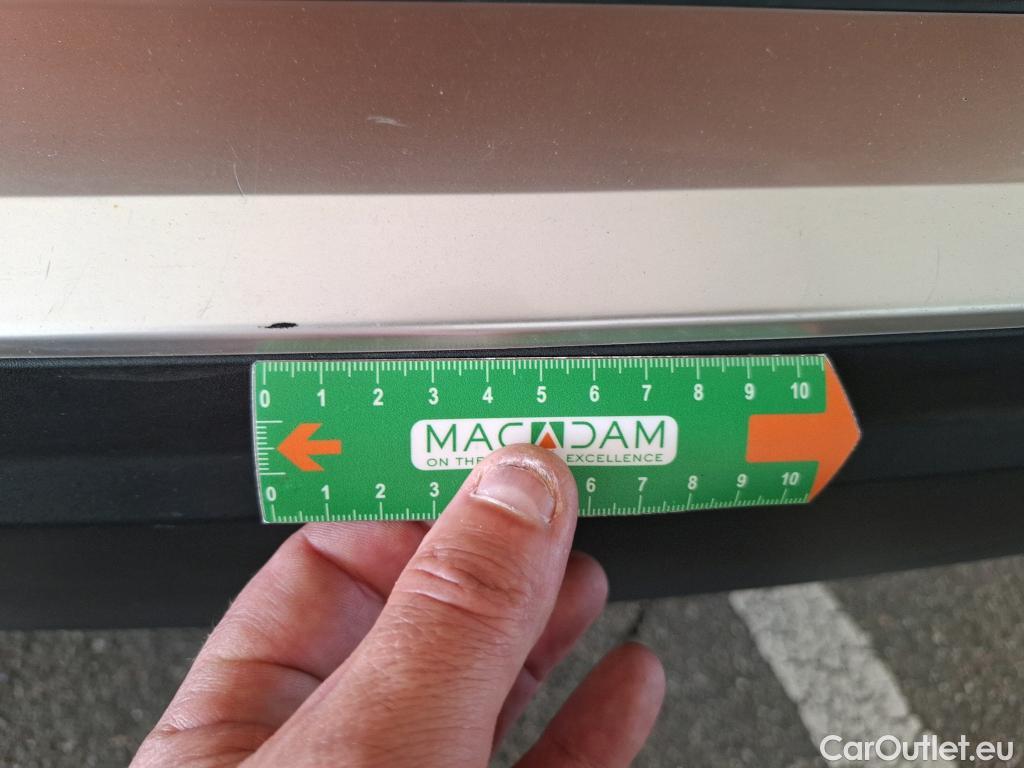 0 1 2 3 4 5 6 7 8 9 10
MACADAM
ON THE EXCELLENCE
0 1 2 3 6 7 8 9 10
CarOutlet.eu